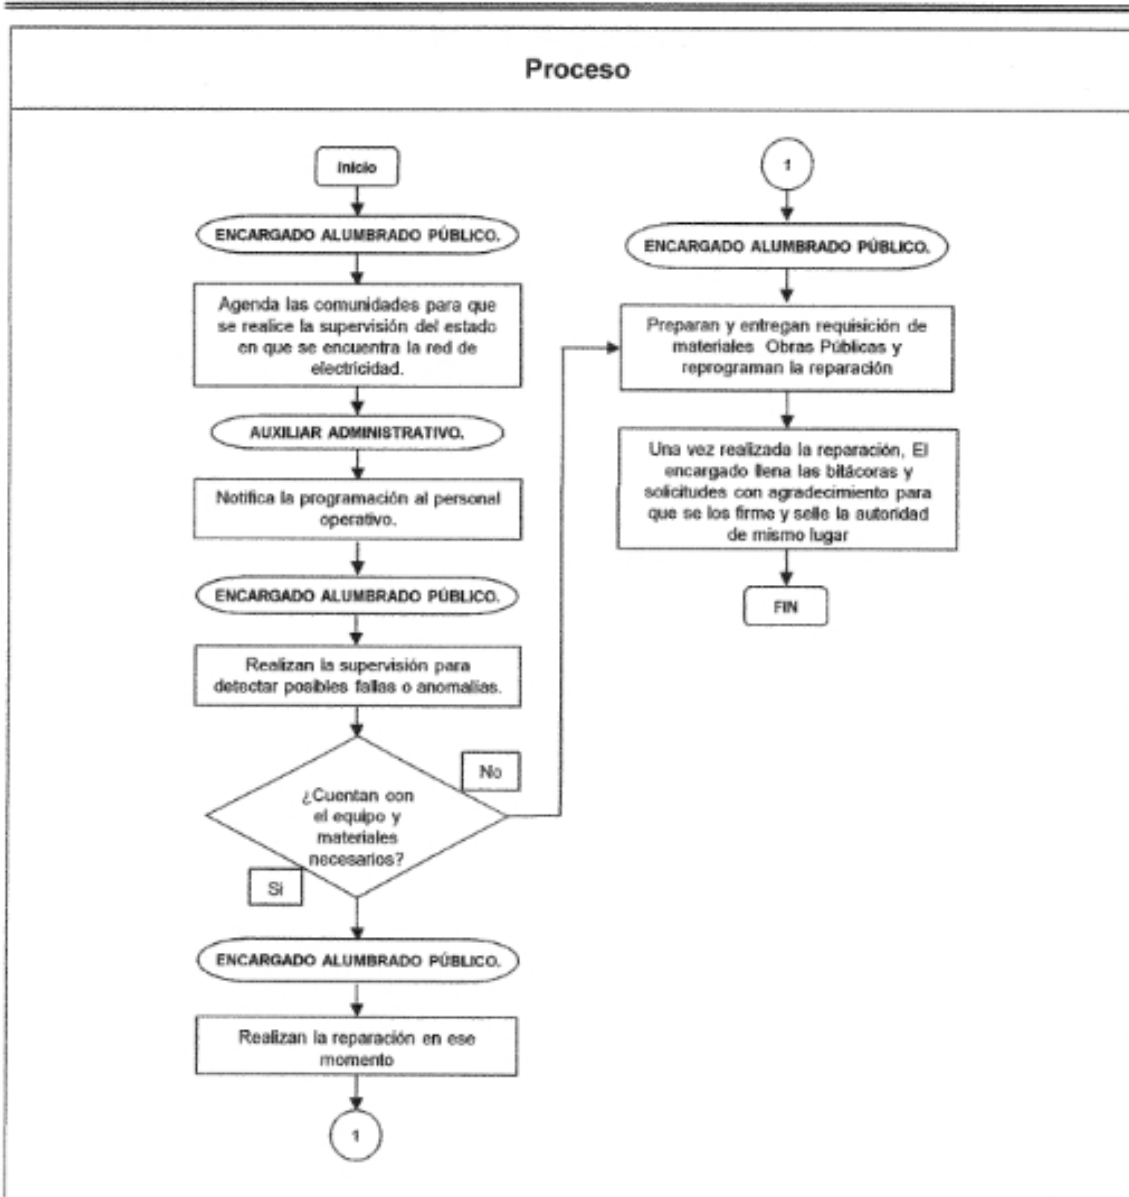 Proceso
Inicio
ENCARGADO ALUMBRADO PÚBLICO.
Agenda las comunidades para que
se realice la supervisión del estado
en que se encuentra la red de
electricidad.
AUXILIAR ADMINISTRATIVO.
Notifica la programación al personal
operativo.
ENCARGADO ALUMBRADO PÚBLICO.
Realizan la supervisión para
detectar posibles fallas o anomalías.
No
¿Cuentan con
el equipo y
materiales
necesarios?
Si
ENCARGADO ALUMBRADO PÚBLICO.
Realizan la reparación en ese
momento
1
1
ENCARGADO ALUMBRADO PÚBLICO.
Preparan y entregan requisición de
materiales Obras Públicas y
reprograman la reparación
Una vez realizada la reparación, El
encargado llena las bitácoras y
solicitudes con agradecimiento para
que se los firme y selle la autoridad
de mismo lugar
FIN